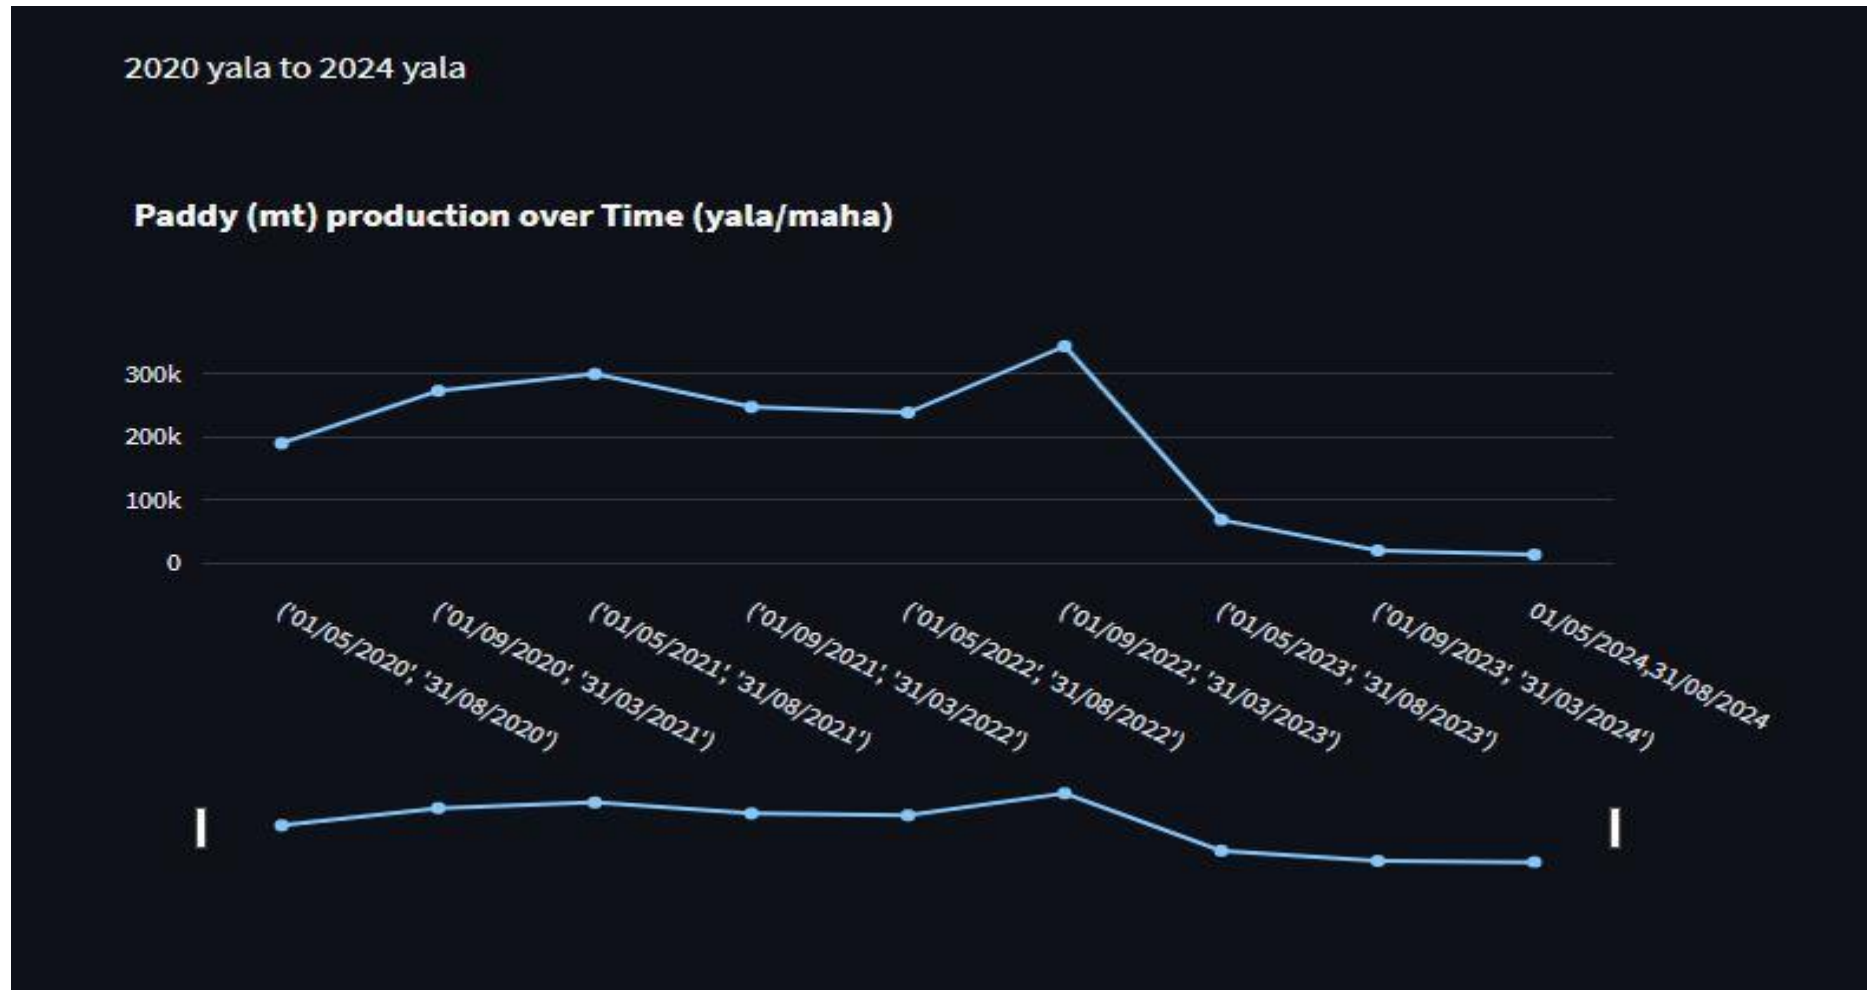 2020 yala to 2024 yala
Paddy (mt) production over Time (yala/maha)
300k
200k
100k
0
('01/05/2020', '31/08/2020')
('01/09/2020', '31/03/2021')
('01/05/2021', '31/08/2021')
('01/09/2021', '31/03/2022')
('01/05/2022', '31/08/2022')
('01/09/2022', '31/03/2023')
('01/05/2023', '31/08/2023')
('01/09/2023', '31/03/2024')
01/05/2024,31/08/2024